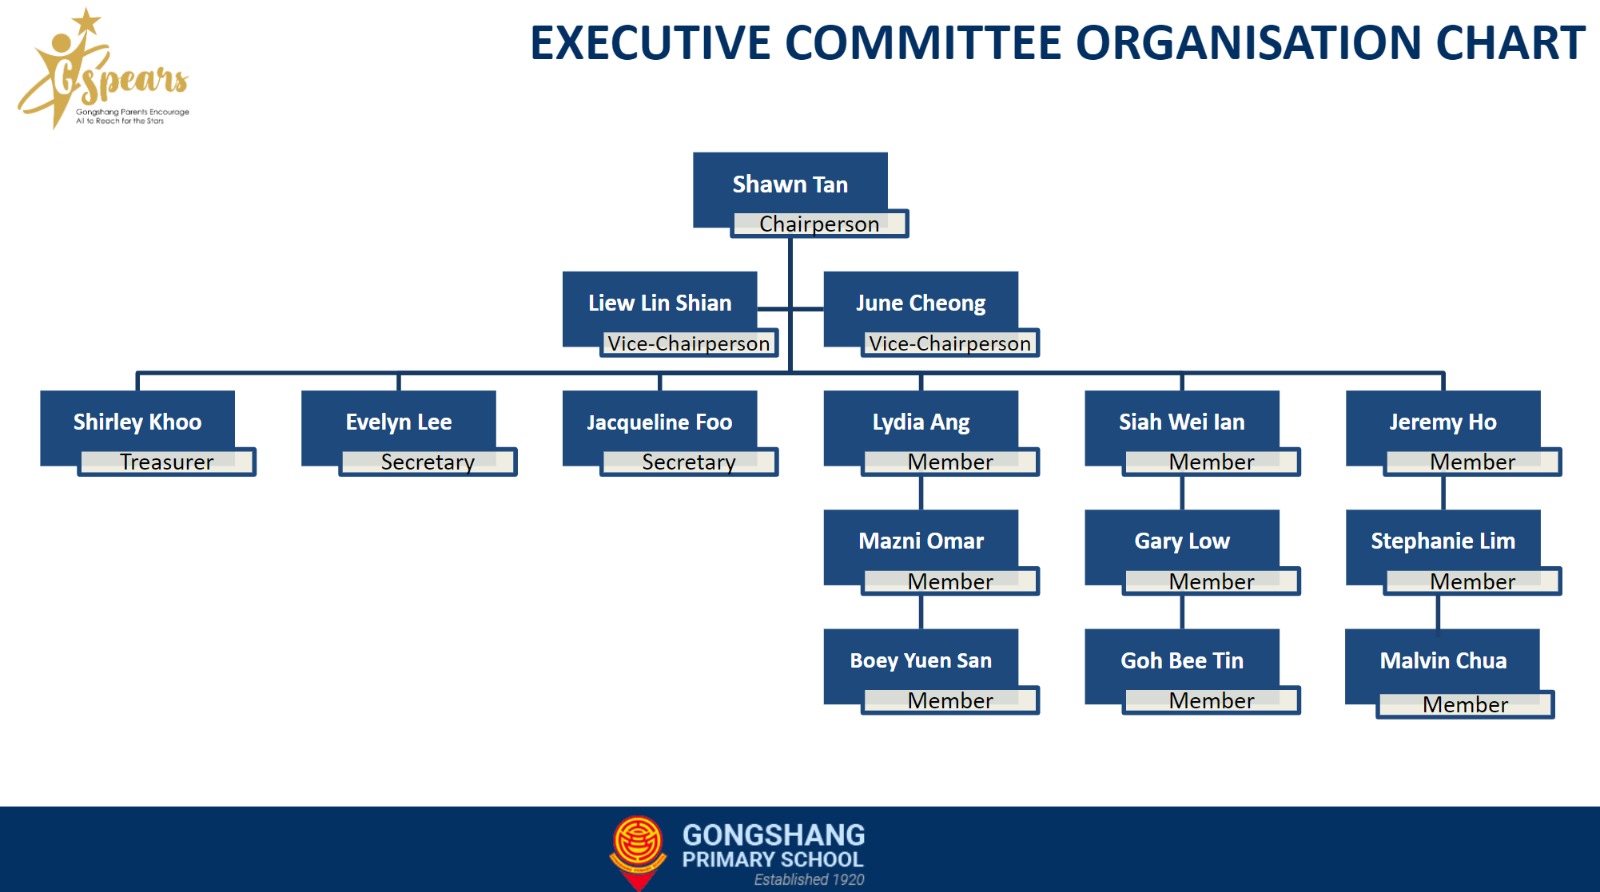 EXECUTIVE COMMITTEE ORGANISATION CHART
GSpears
Gongshang Parents Encourage
All to Reach for the Stars
Shawn Tan
Chairperson
Liew Lin Shian
Vice-Chairperson
June Cheong
Vice-Chairperson
Shirley Khoo
Treasurer
Evelyn Lee
Secretary
Jacqueline Foo
Secretary
Lydia Ang
Member
Siah Wei Ian
Member
Jeremy Ho
Member
Mazni Omar
Member
Gary Low
Member
Stephanie Lim
Member
Boey Yuen San
Member
Goh Bee Tin
Member
Malvin Chua
Member
GONGSHANG
PRIMARY SCHOOL
Established 1920